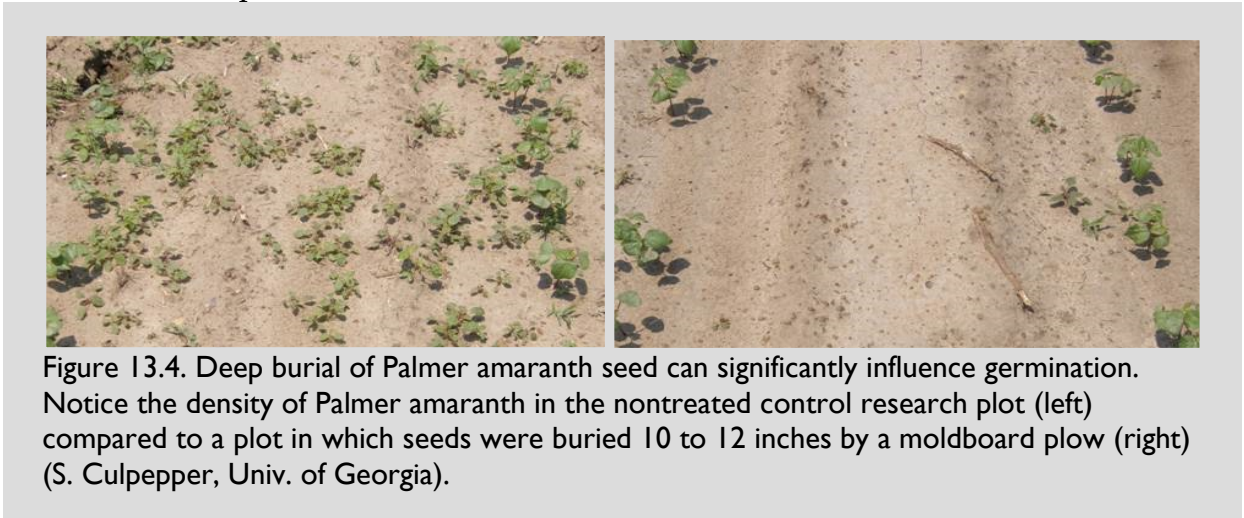 Figure 13.4. Deep burial of Palmer amaranth seed can significantly influence germination.
Notice the density of Palmer amaranth in the nontreated control research plot (left)
compared to a plot in which seeds were buried 10 to 12 inches by a moldboard plow (right)
(S. Culpepper, Univ. of Georgia).